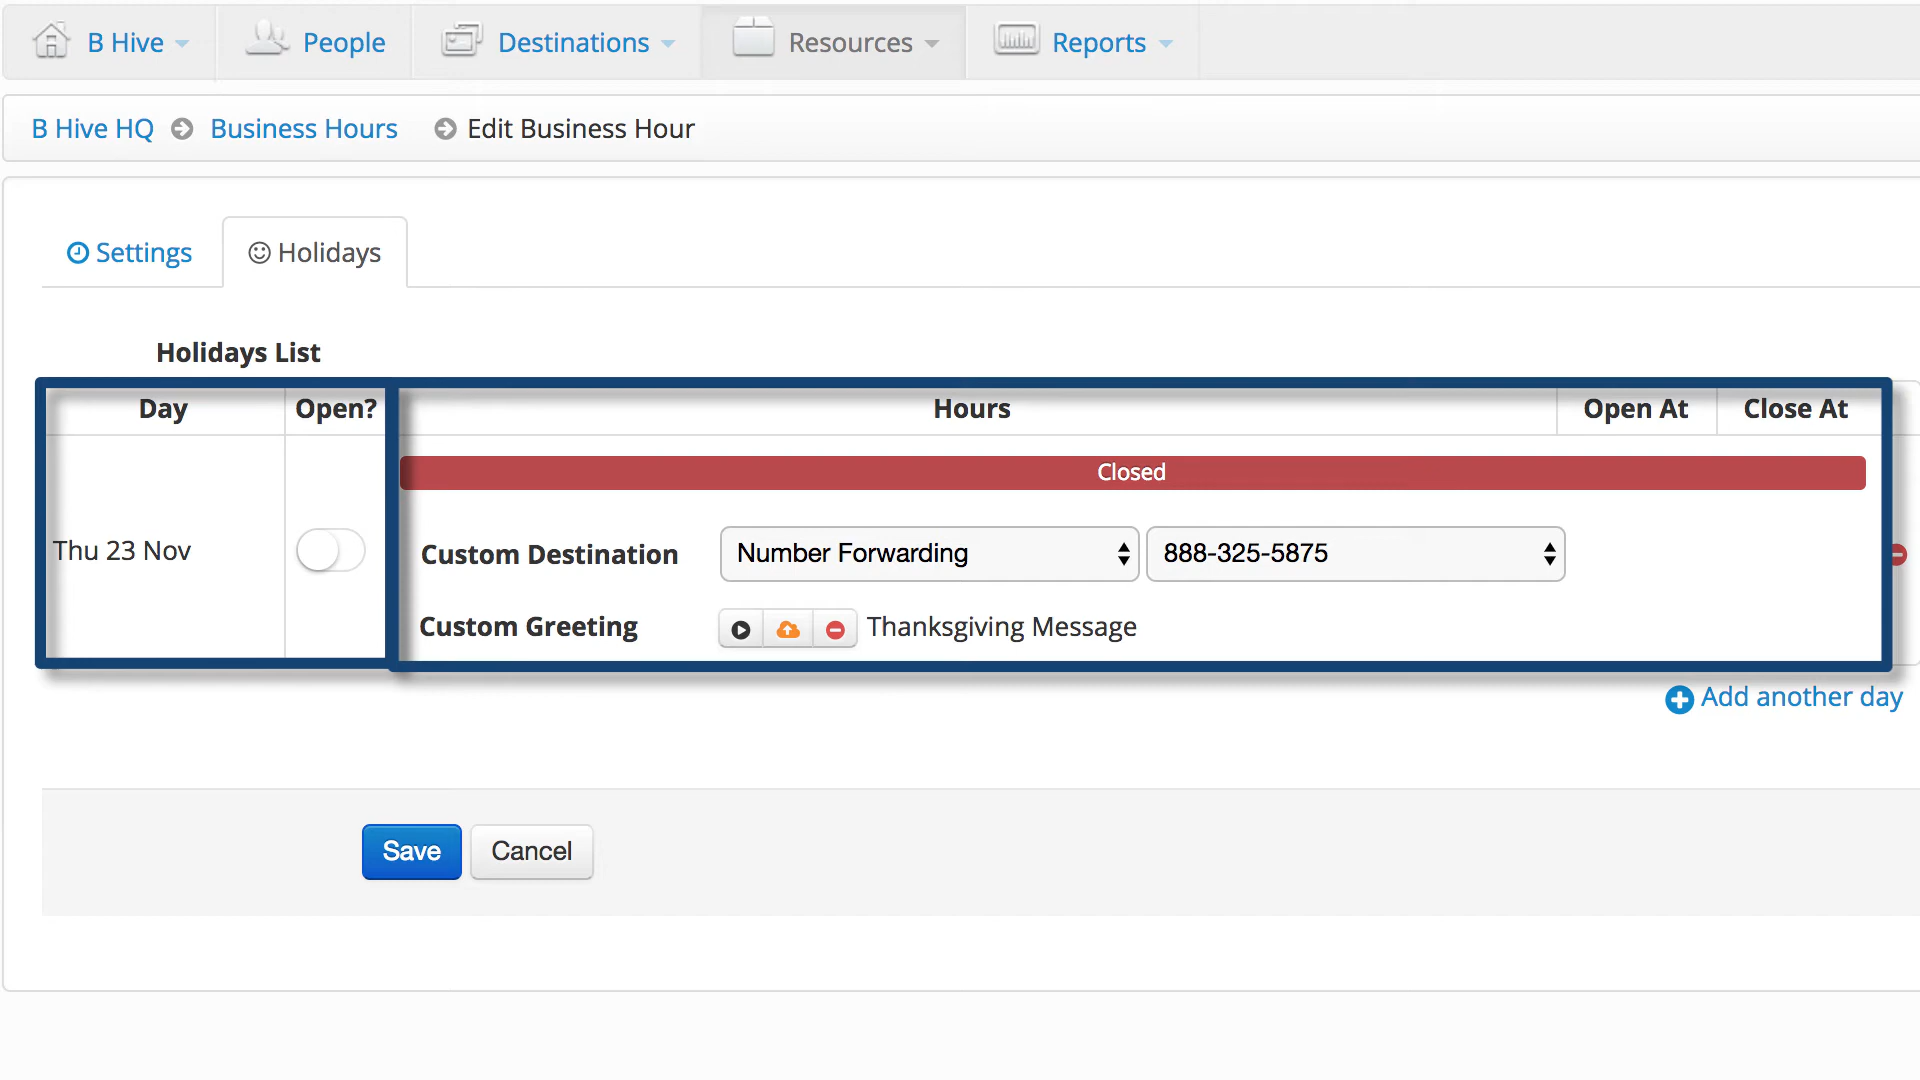 B Hive People Destinations Resources Reports
B Hive HQ Business Hours Edit Business Hour
Settings Holidays
Holidays List
Day Open? Hours Open At Close At
Closed
Thu 23 Nov Custom Destination Number Forwarding 888-325-5875
Custom Greeting Thanksgiving Message
Add another day
Save Cancel